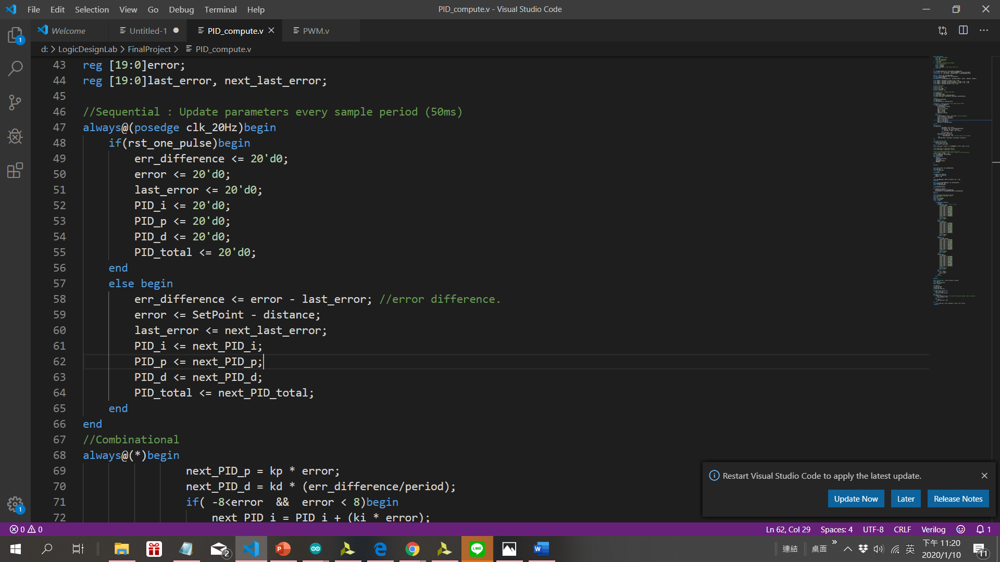 File Edit Selection View Go Debug Terminal Help
PID_compute.v - Visual Studio Code
Welcome
Untitled-1
PID_compute.v
PWM.v
d: > LogicDesignLab > FinalProject > PID_compute.v
43 reg [19:0]error;
44 reg [19:0]last_error, next_last_error;
45
46 //Sequential : Update parameters every sample period (50ms)
47 always@(posedge clk_20Hz)begin
48 if(rst_one_pulse)begin
49 err_difference <= 20'd0;
50 error <= 20'd0;
51 last_error <= 20'd0;
52 PID_i <= 20'd0;
53 PID_p <= 20'd0;
54 PID_d <= 20'd0;
55 PID_total <= 20'd0;
56 end
57 else begin
58 err_difference <= error - last_error; //error difference.
59 error <= SetPoint - distance;
60 last_error <= next_last_error;
61 PID_i <= next_PID_i;
62 PID_p <= next_PID_p;
63 PID_d <= next_PID_d;
64 PID_total <= next_PID_total;
65 end
66 end
67 //Combinational
68 always@(*)begin
69 next_PID_p = kp * error;
70 next_PID_d = kd * (err_difference/period);
71 if( -8<error  &&  error < 8)begin
72 next_PID_i = PID_i + (ki * error);
Restart Visual Studio Code to apply the latest update.
Update Now
Later
Release Notes
1
1
0 0
Ln 62, Col 29
Spaces: 4
UTF-8
CRLF
Verilog
1
2
P
LINE
W
連結
桌面
英
下午 11:20
2020/1/10
11